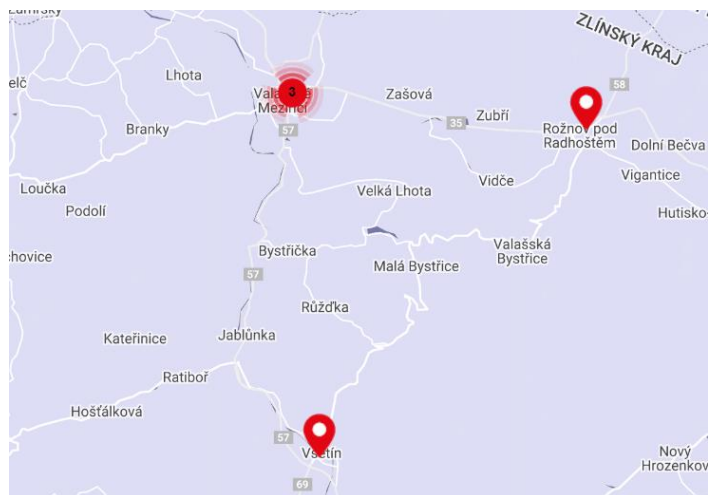 ZLÍNSKÝ KRAJ
Lhota
3
Mezi
58
Zašová
Zubří
35
Branky
57
Rožnov pod
Radhoštěm
Dolní Bečva
Loučka
Velká Lhota
Vidče
Vigantice
Podolí
Hutisko-
chovice
Bystřička
Valašská
Bystřice
57
Malá Bystřice
Růžďka
Kateřinice
Jablůnka
Ratiboř
Hošťálková
57
Vsetín
Nový
Hrozenkov
69